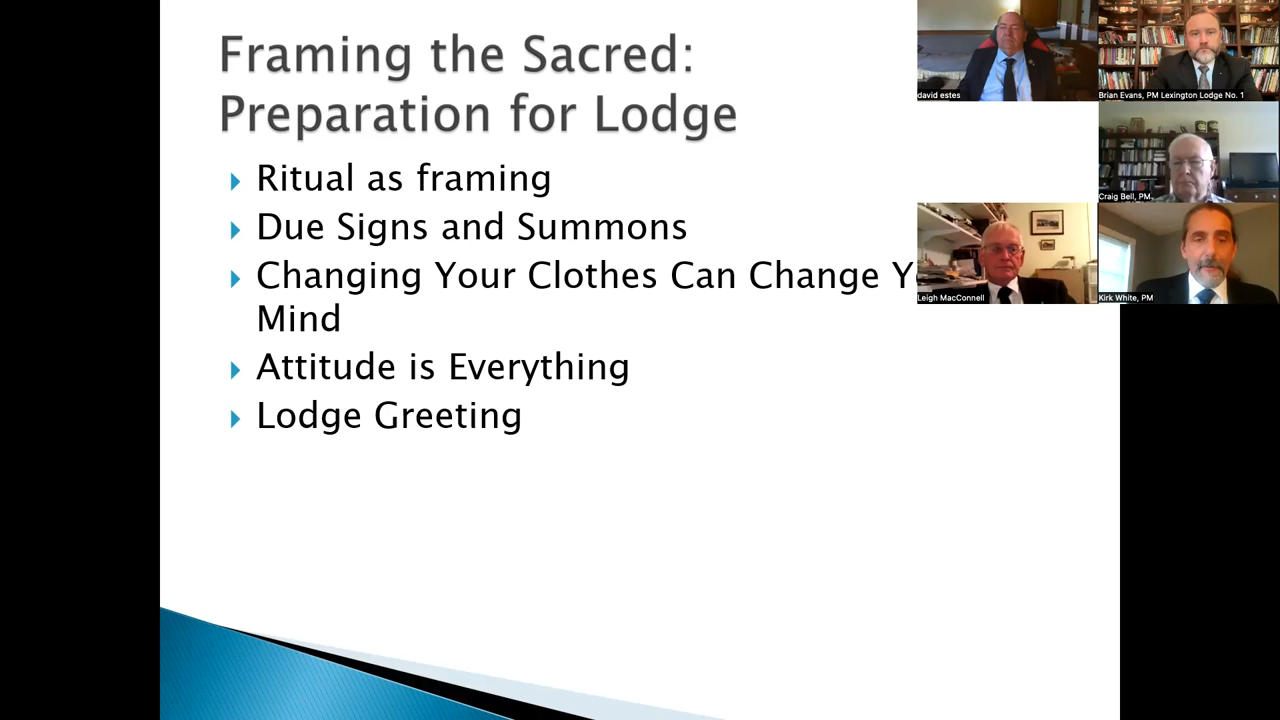 Framing the Sacred:
Preparation for Lodge
Ritual as framing
Due Signs and Summons
Changing Your Clothes Can Change Y
Mind
Attitude is Everything
Lodge Greeting
david estes
Brian Evans, PM Lexington Lodge No. 1
Craig Bell, PM
Leigh MacConnell
Kirk White, PM